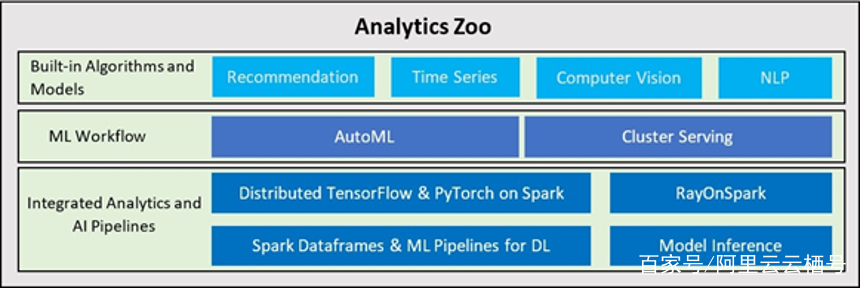 Analytics Zoo
Built-in Algorithms and
Models
Recommendation
Time Series
Computer Vision
NLP
ML Workflow
AutoML
Cluster Serving
Integrated Analytics and
AI Pipelines
Distributed TensorFlow & PyTorch on Spark
RayOnSpark
Spark Dataframes & ML Pipelines for DL
Model Inference
百家号/阿里云云栖号